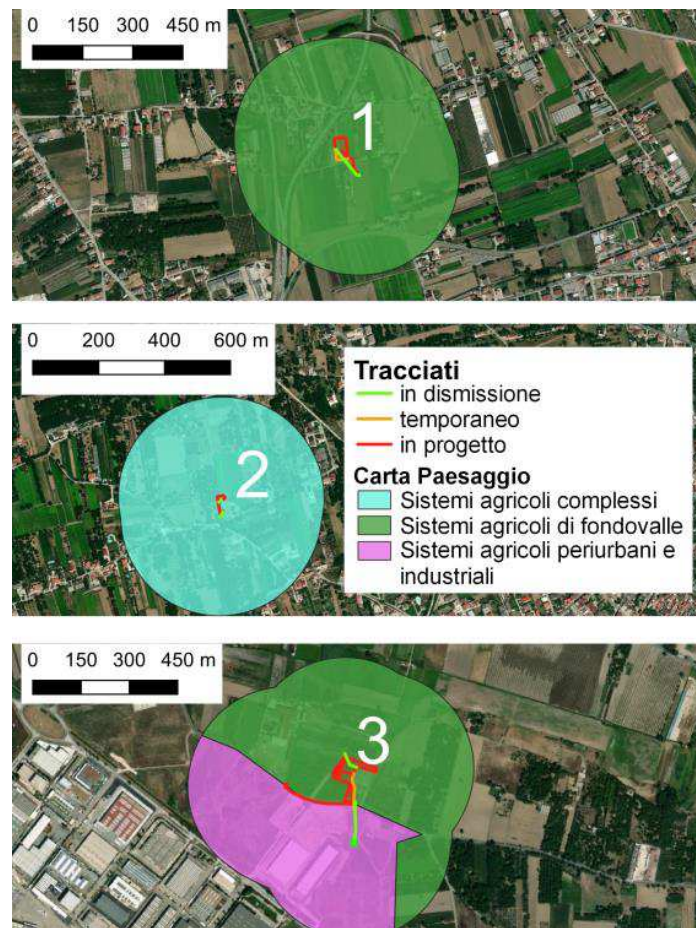 0 150 300 450 m
1
0 200 400 600 m
2
Tracciati
in dismissione
temporaneo
in progetto
Carta Paesaggio
Sistemi agricoli complessi
Sistemi agricoli di fondovalle
Sistemi agricoli periurbani e
industriali
0 150 300 450 m
3